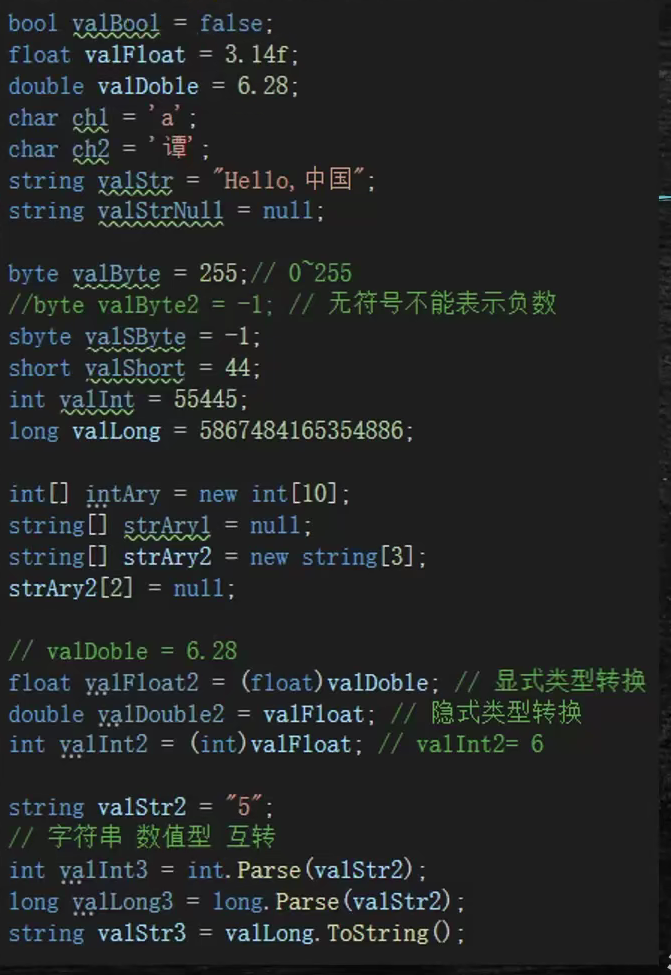 bool valBool = false;
float valFloat = 3.14f;
double valDoble = 6.28;
char ch1 = 'a';
char ch2 = '谭';
string valStr = "Hello,中国";
string valStrNull = null;
byte valByte = 255;// 0~255
//byte valByte2 = -1; // 无符号不能表示负数
sbyte valSByte = -1;
short valShort = 44;
int valInt = 55445;
long valLong = 5867484165354886;
int[] intAry = new int[10];
string[] strAry1 = null;
string[] strAry2 = new string[3];
strAry2[2] = null;
// valDoble = 6.28
float valFloat2 = (float)valDoble; // 显式类型转换
double valDouble2 = valFloat; // 隐式类型转换
int valInt2 = (int)valFloat; // valInt2= 6
string valStr2 = "5";
// 字符串 数值型 互转
int valInt3 = int.Parse(valStr2);
long valLong3 = long.Parse(valStr2);
string valStr3 = valLong.ToString();